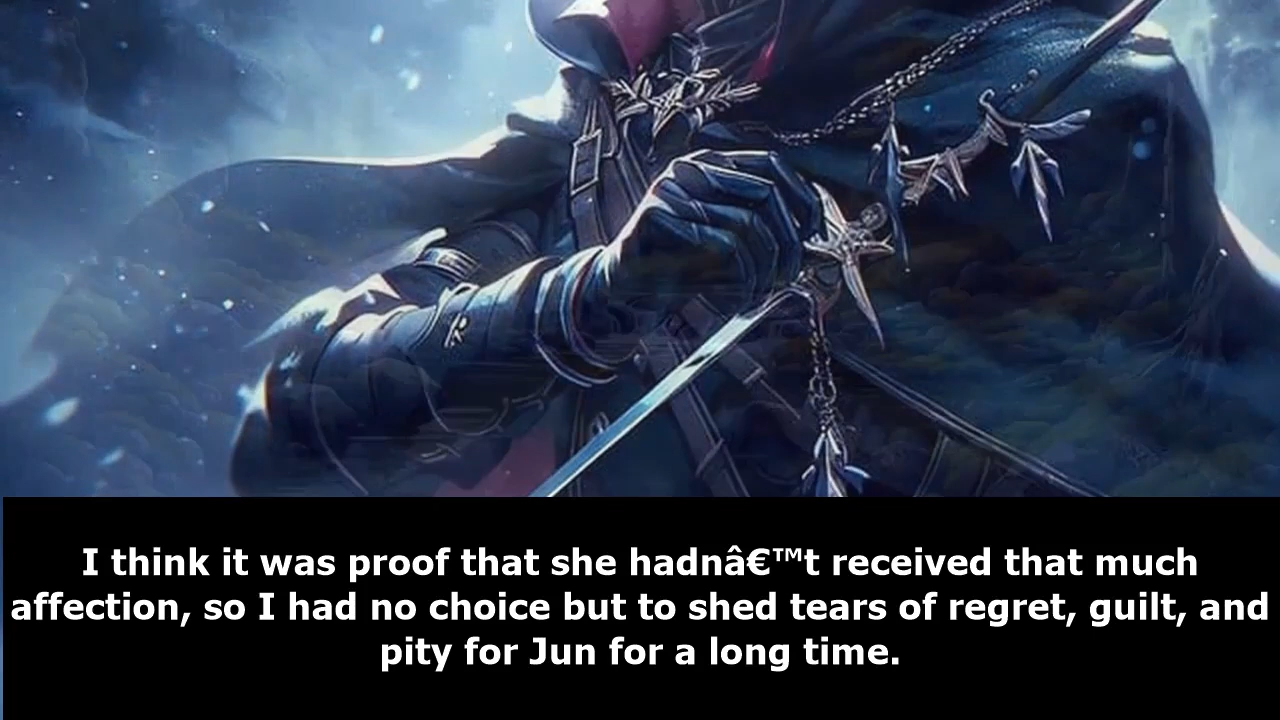 I think it was proof that she hadnâ€™t received that much
affection, so I had no choice but to shed tears of regret, guilt, and
pity for Jun for a long time.